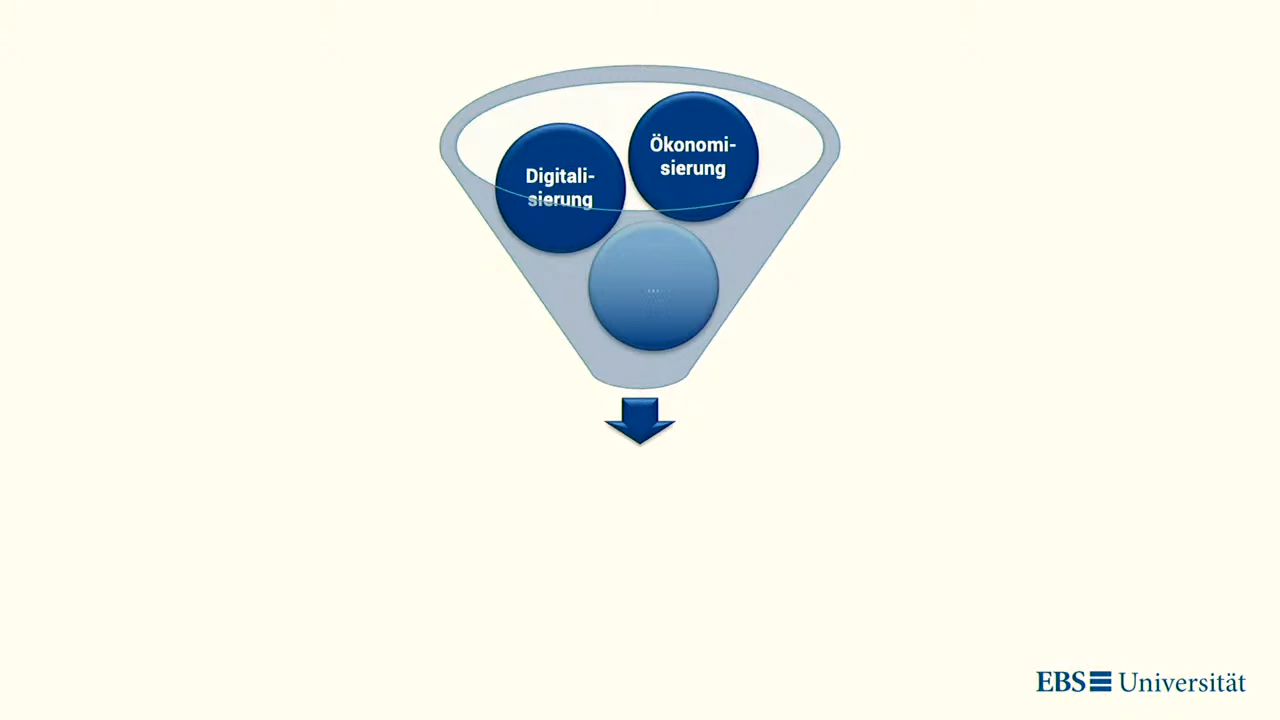 Digitali-
sierung
Ökonomi-
sierung
EBS Universität